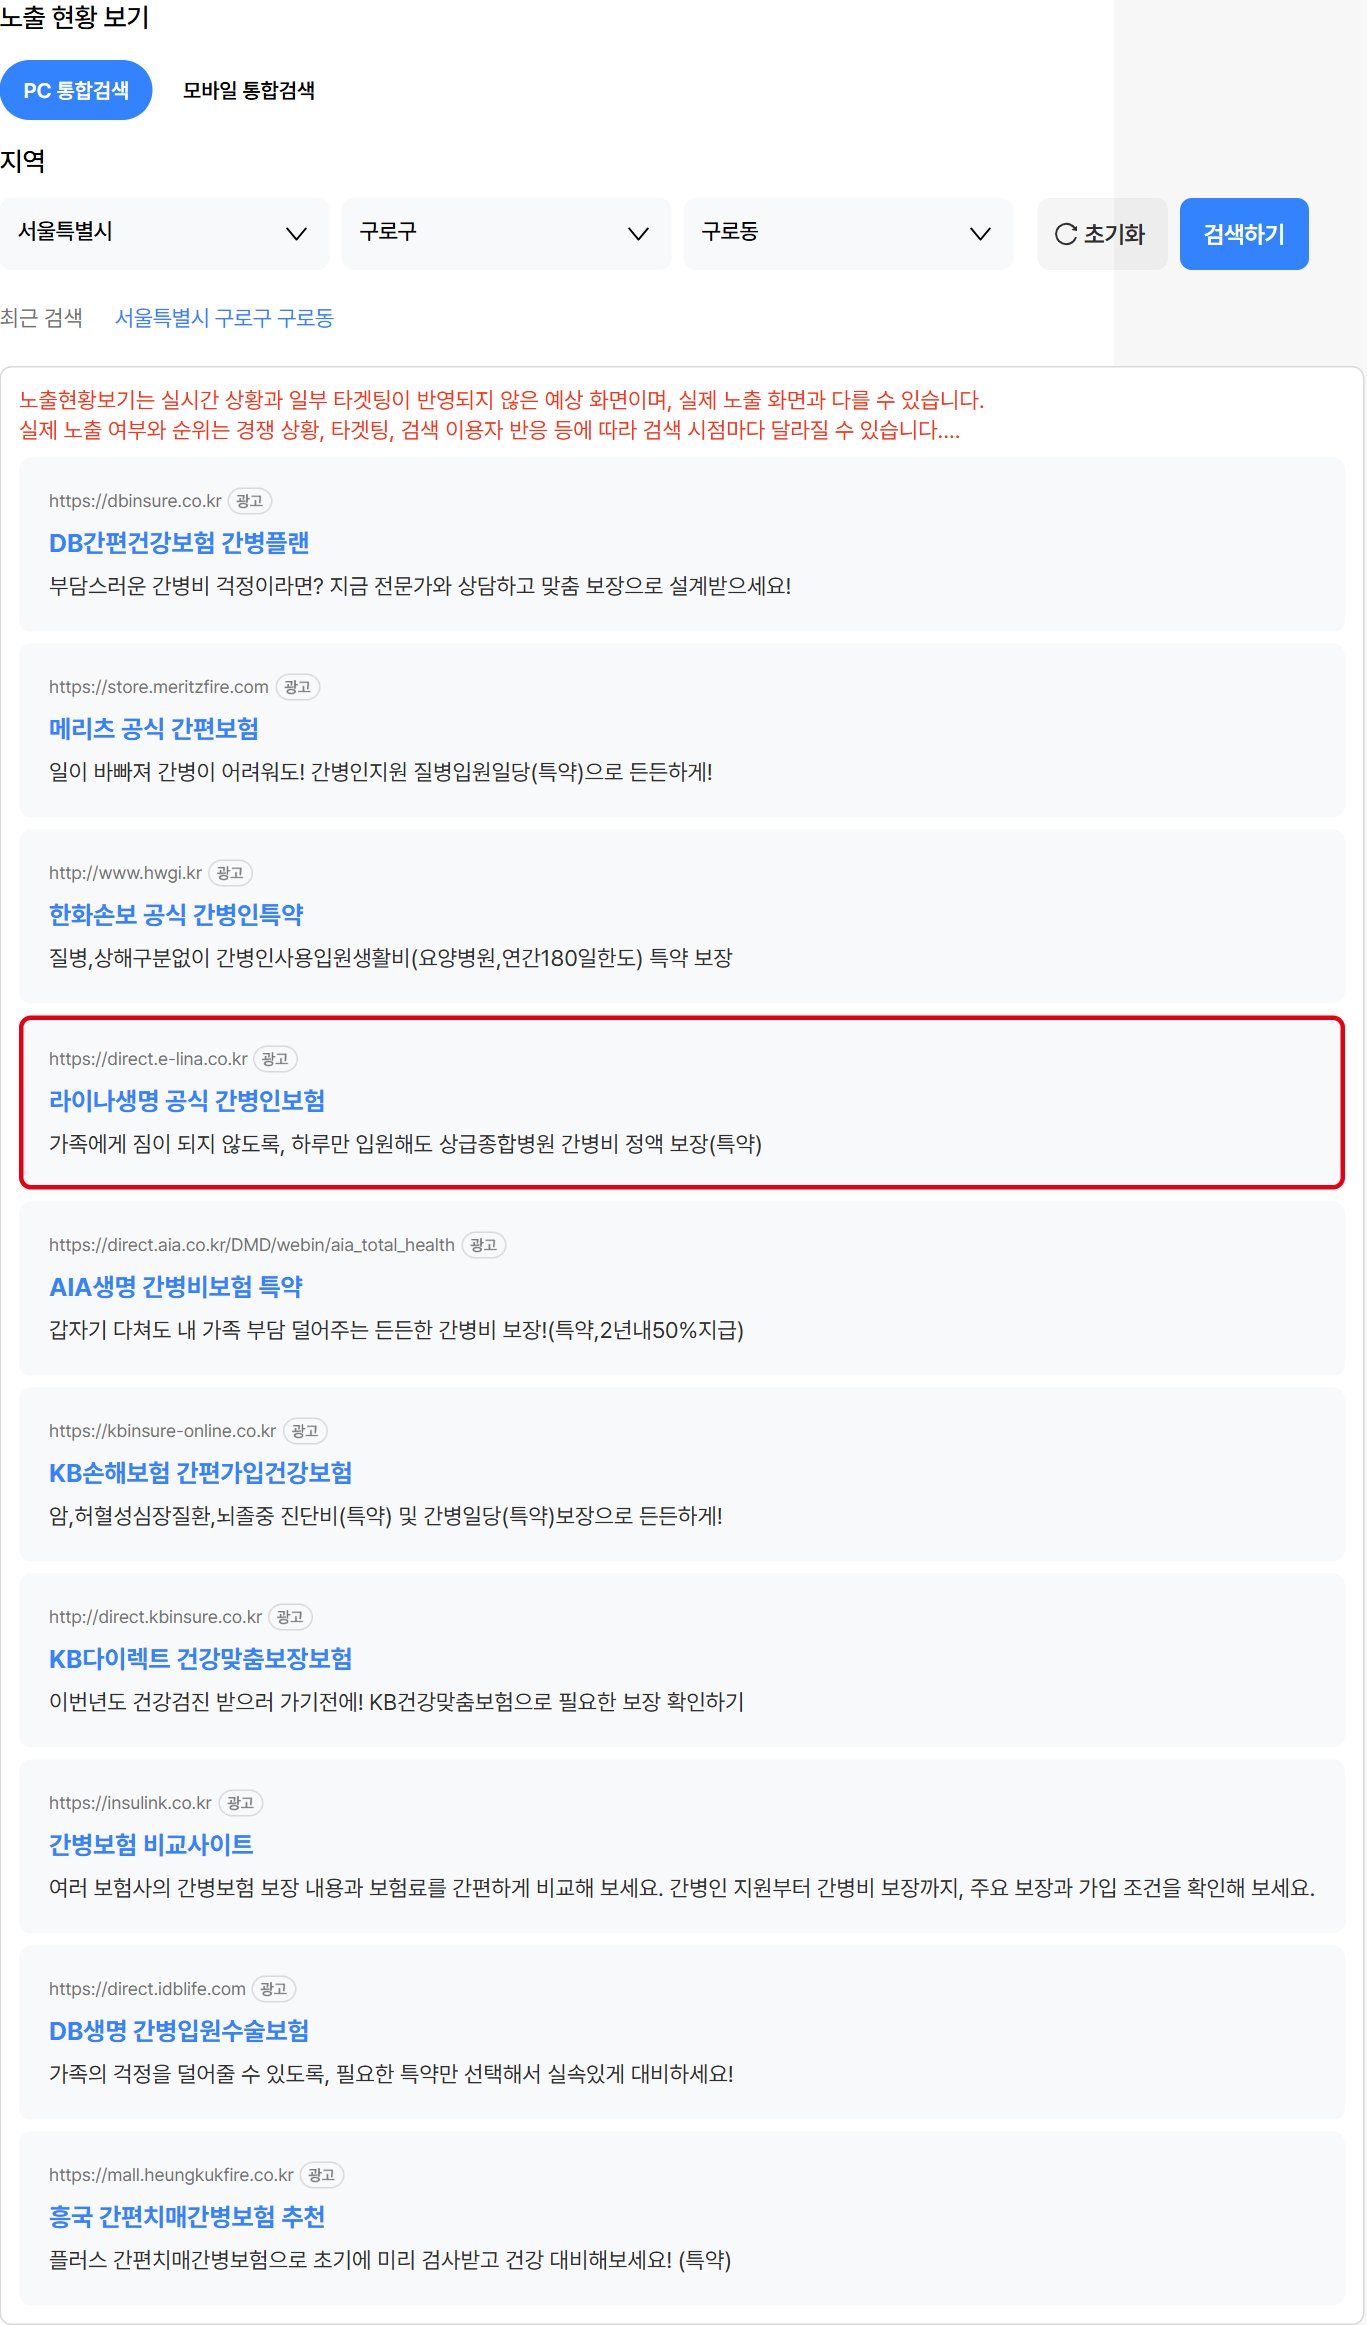 노출 현황 보기
PC 통합검색 모바일 통합검색
지역
서울특별시 구로구 구로동 초기화 검색하기
최근 검색 서울특별시 구로구 구로동
노출현황보기는 실시간 상황과 일부 타겟팅이 반영되지 않은 예상 화면이며, 실제 노출 화면과 다를 수 있습니다.
실제 노출 여부와 순위는 경쟁 상황, 타겟팅, 검색 이용자 반응 등에 따라 검색 시점마다 달라질 수 있습니다....
https://dbinsure.co.kr 광고
DB간편건강보험 간병플랜
부담스러운 간병비 걱정이라면? 지금 전문가와 상담하고 맞춤 보장으로 설계받으세요!
https://store.meritzfire.com 광고
메리츠 공식 간편보험
일이 바빠져 간병이 어려워도! 간병인지원 질병입원일당(특약)으로 든든하게!
http://www.hwgi.kr 광고
한화손보 공식 간병인특약
질병,상해구분없이 간병인사용입원생활비(요양병원,연간180일한도) 특약 보장
https://direct.e-lina.co.kr 광고
라이나생명 공식 간병인보험
가족에게 짐이 되지 않도록, 하루만 입원해도 상급종합병원 간병비 정액 보장(특약)
https://direct.aia.co.kr/DMD/webin/aia_total_health 광고
AIA생명 간병비보험 특약
갑자기 다쳐도 내 가족 부담 덜어주는 든든한 간병비 보장!(특약,2년내50%지급)
https://kbinsure-online.co.kr 광고
KB손해보험 간편가입건강보험
암,허혈성심장질환,뇌졸중 진단비(특약) 및 간병일당(특약)보장으로 든든하게!
http://direct.kbinsure.co.kr 광고
KB다이렉트 건강맞춤보장보험
이번년도 건강검진 받으러 가기전에! KB건강맞춤보험으로 필요한 보장 확인하기
https://insulink.co.kr 광고
간병보험 비교사이트
여러 보험사의 간병보험 보장 내용과 보험료를 간편하게 비교해 보세요. 간병인 지원부터 간병비 보장까지, 주요 보장과 가입 조건을 확인해 보세요.
https://direct.idblife.com 광고
DB생명 간병입원수술보험
가족의 걱정을 덜어줄 수 있도록, 필요한 특약만 선택해서 실속있게 대비하세요!
https://mall.heungkukfire.co.kr 광고
흥국 간편치매간병보험 추천
플러스 간편치매간병보험으로 초기에 미리 검사받고 건강 대비해보세요! (특약)